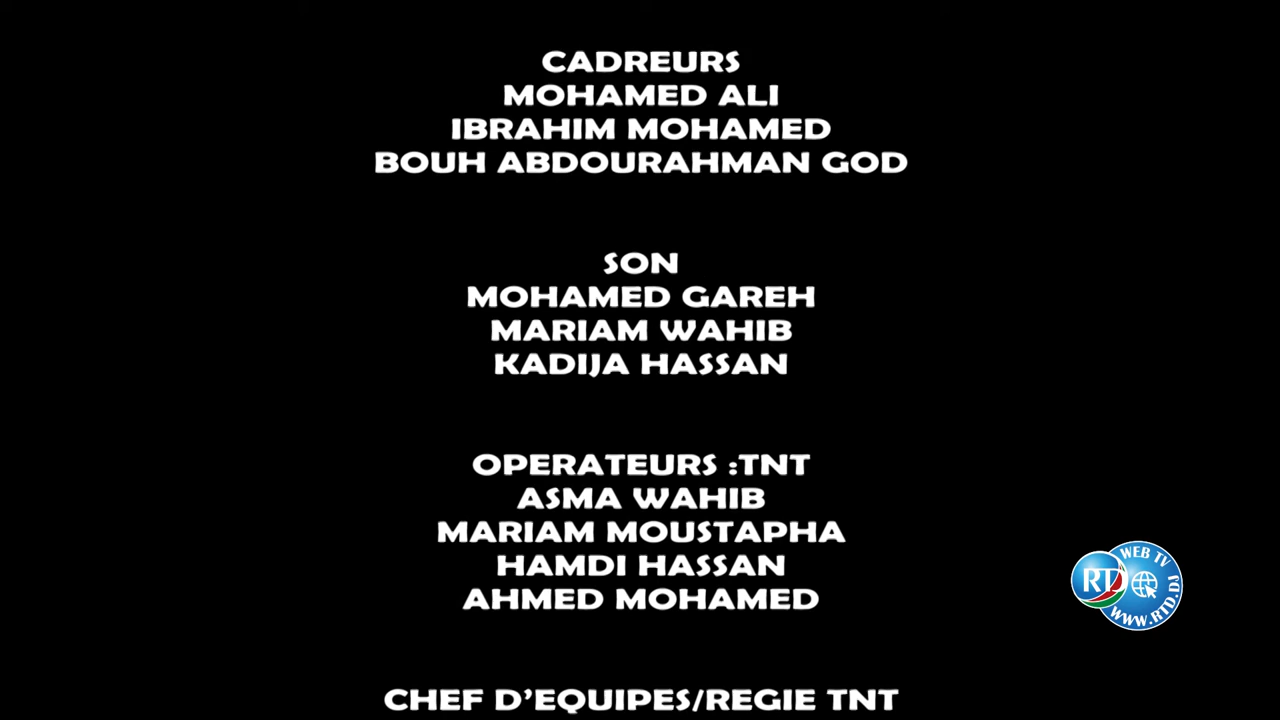 CADREURS
MOHAMED ALI
IBRAHIM MOHAMED
BOUH ABDOURAHMAN GOD
SON
MOHAMED GAREH
MARIAM WAHIB
KADIJA HASSAN
OPERATEURS :TNT
ASMA WAHIB
MARIAM MOUSTAPHA
HAMDI HASSAN
AHMED MOHAMED
WEB TV
RTD
WWW.RTD.DJ
CHEF D’EQUIPES/REGIE TNT